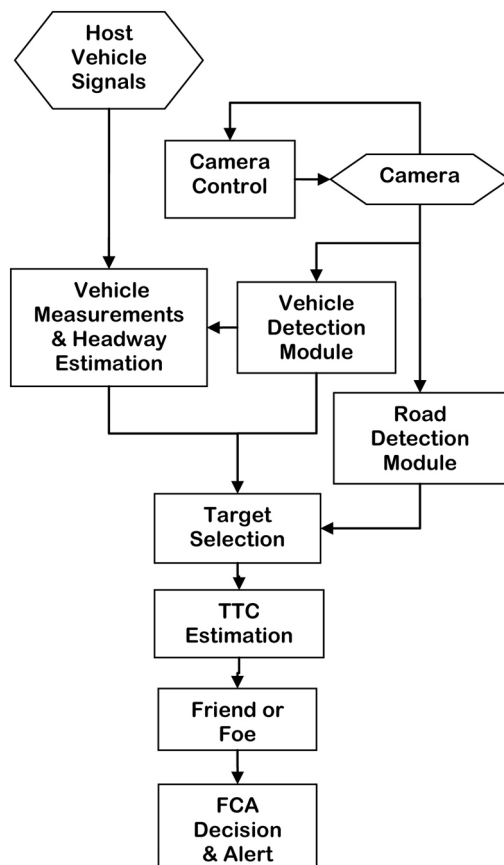 Host
Vehicle
Signals
Camera
Control
Camera
Vehicle
Measurements
& Headway
Estimation
Vehicle
Detection
Module
Road
Detection
Module
Target
Selection
TTC
Estimation
Friend or
Foe
FCA
Decision
& Alert